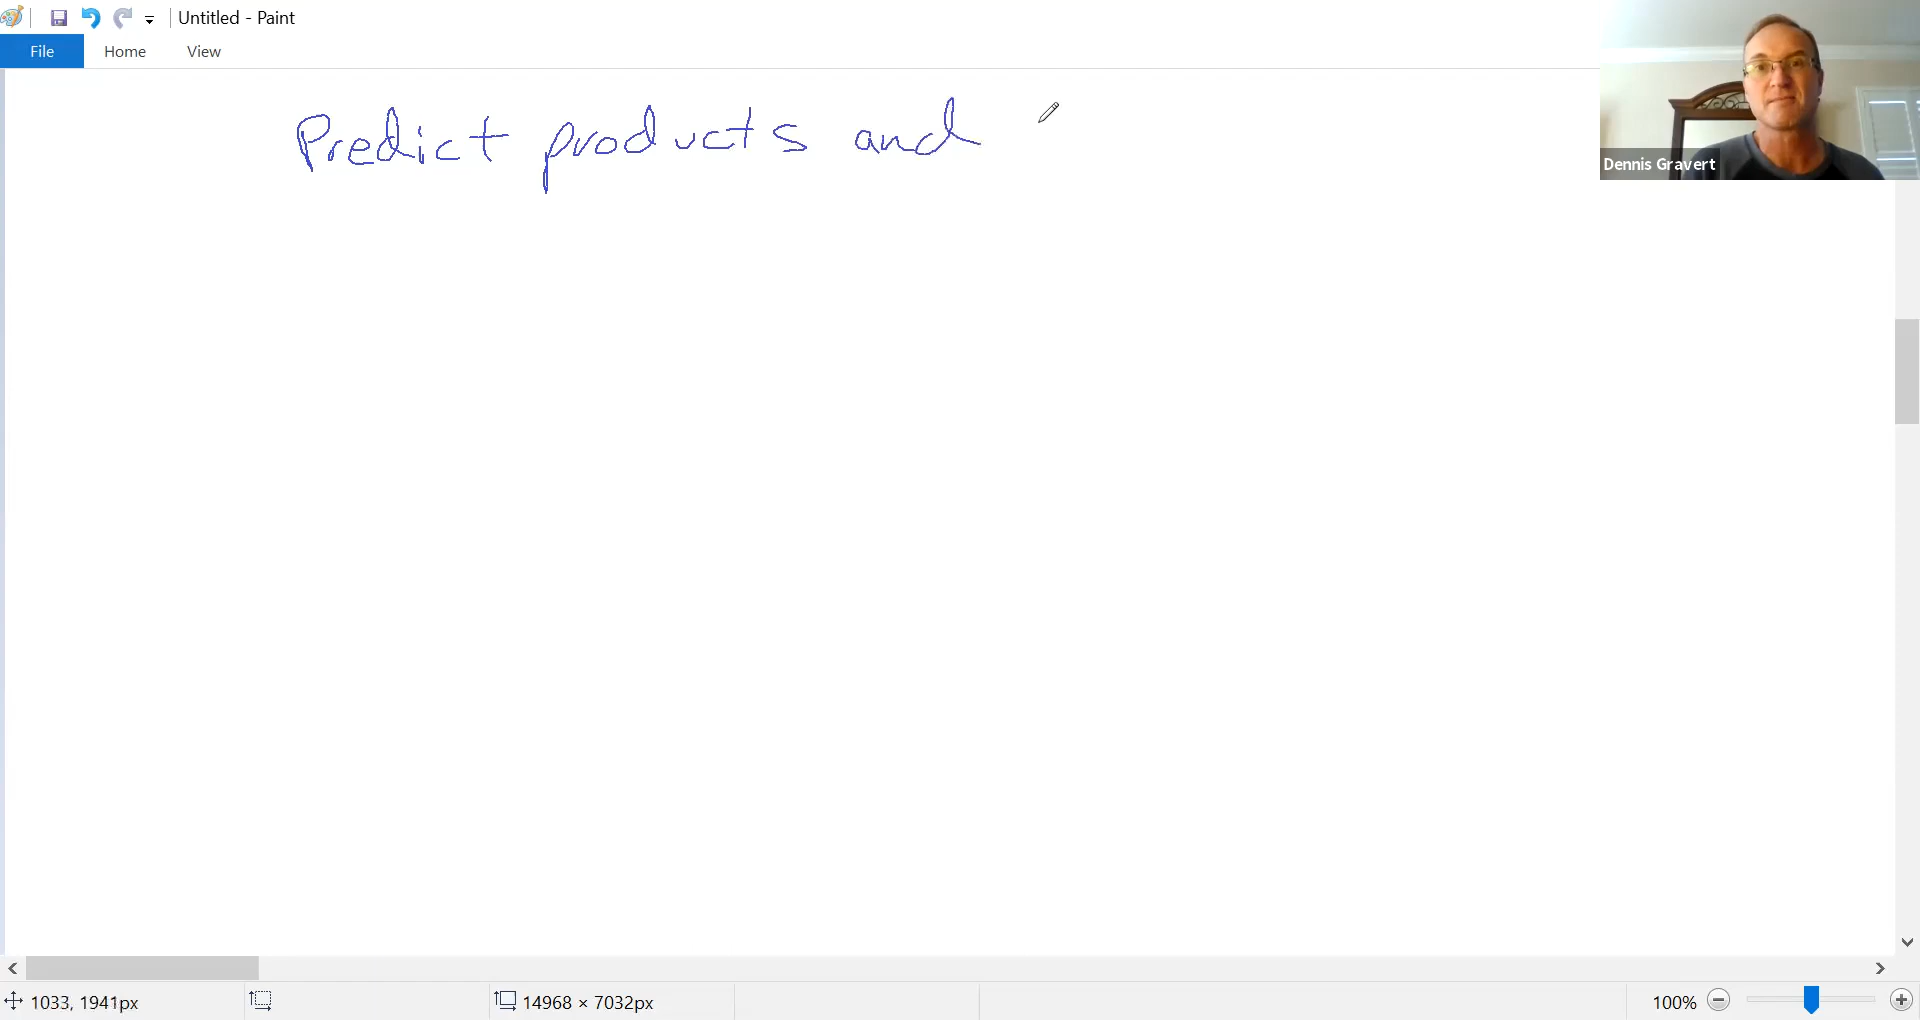 Untitled - Paint
File Home View
Predict products and
Dennis Gravert
1033, 1941px
14968 × 7032px
100%